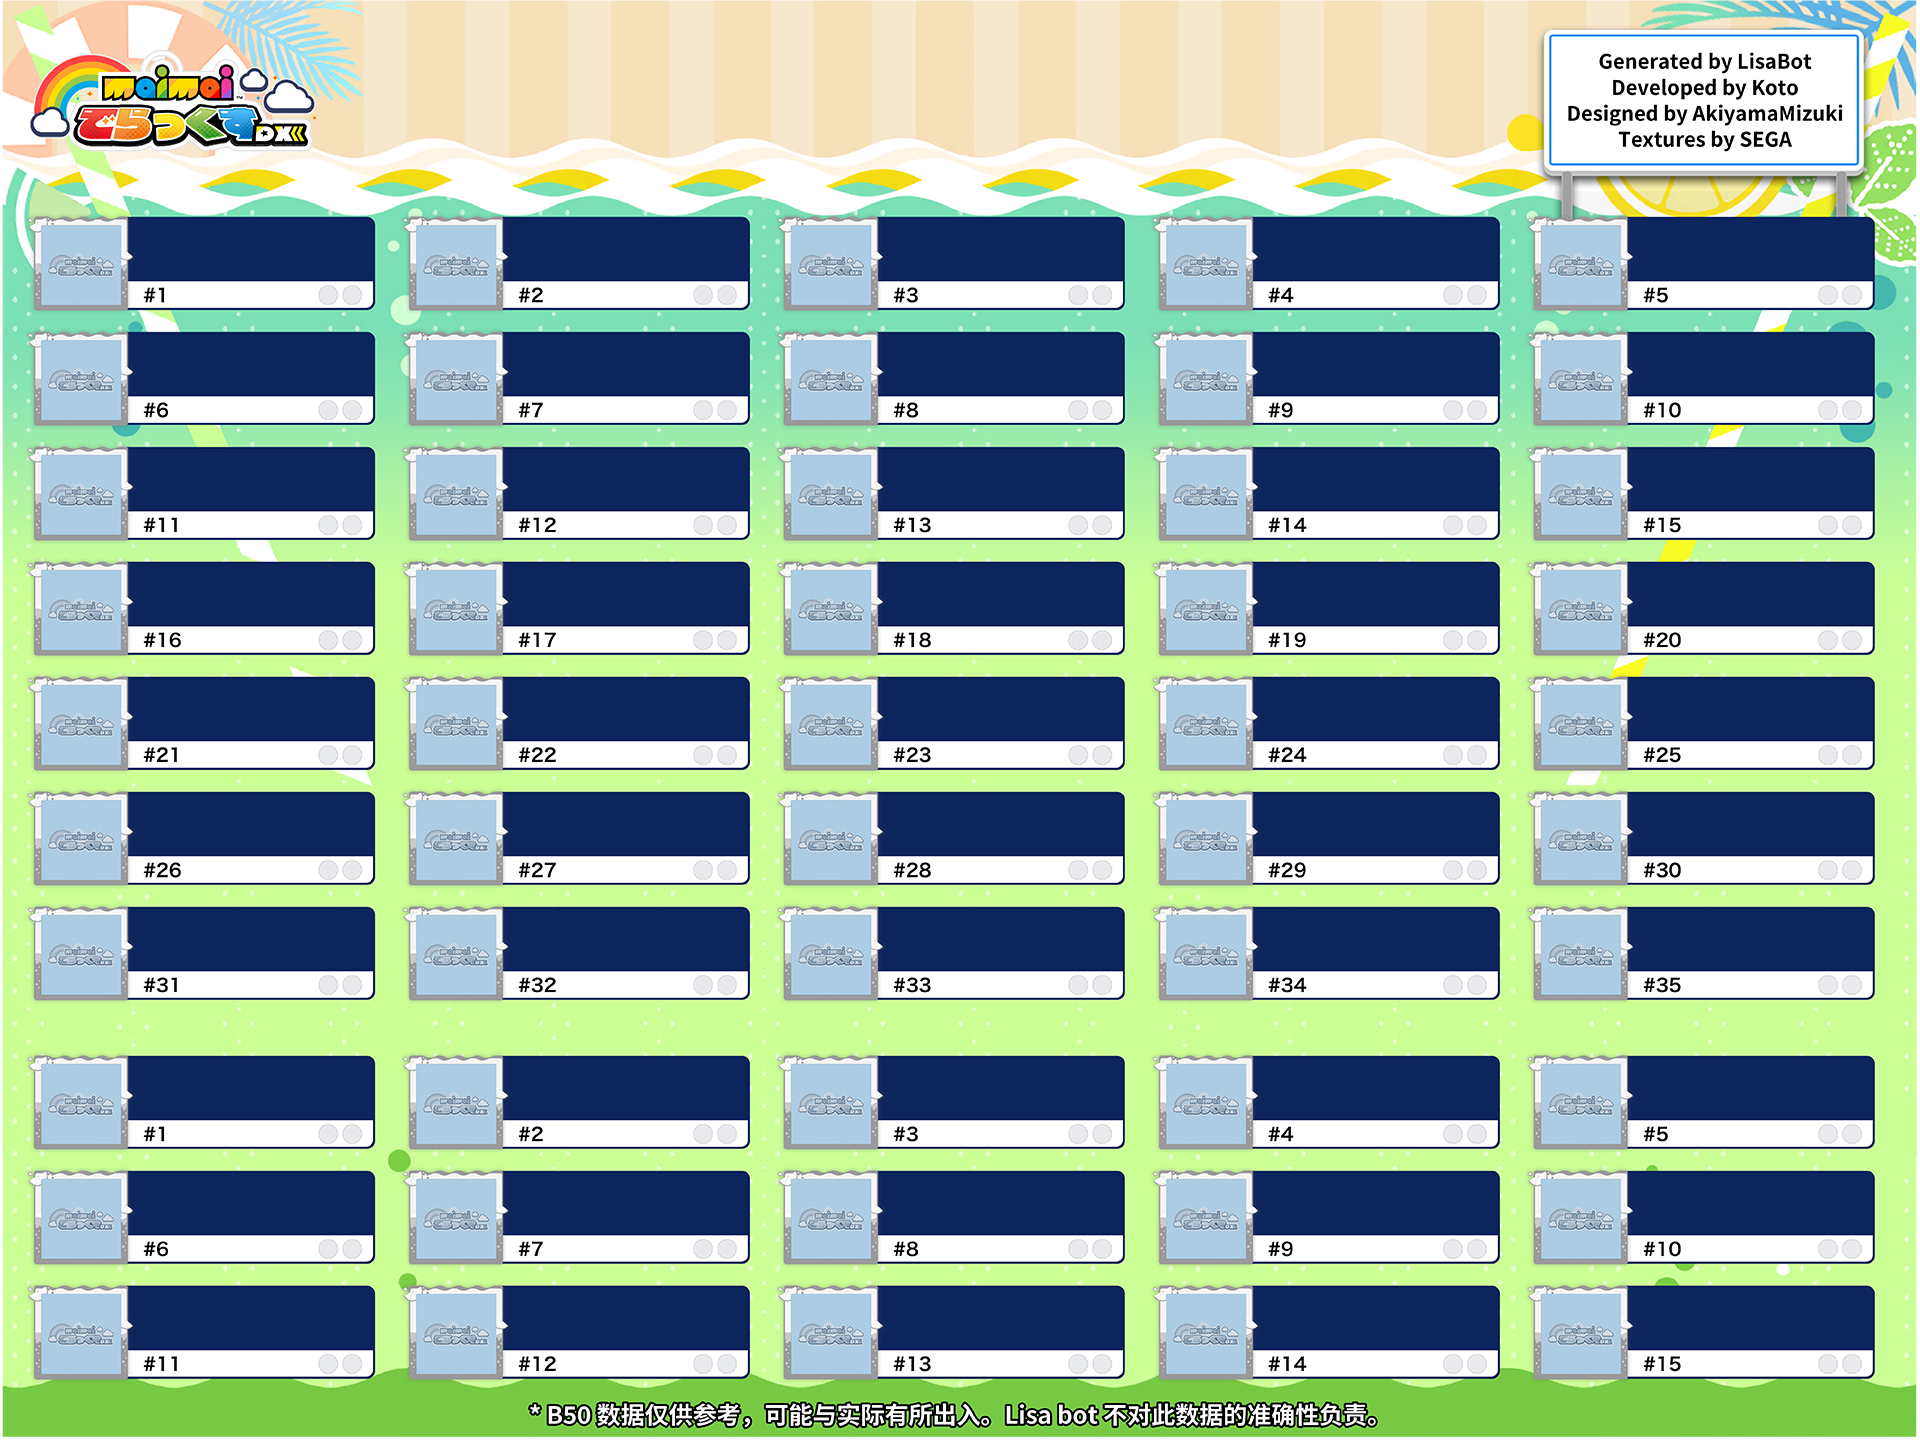 maimai
でらっくす DX
Generated by LisaBot
Developed by Koto
Designed by AkiyamaMizuki
Textures by SEGA
#1 #2 #3 #4 #5
#6 #7 #8 #9 #10
#11 #12 #13 #14 #15
#16 #17 #18 #19 #20
#21 #22 #23 #24 #25
#26 #27 #28 #29 #30
#31 #32 #33 #34 #35
#1 #2 #3 #4 #5
#6 #7 #8 #9 #10
#11 #12 #13 #14 #15
* B50 数据仅供参考，可能与实际有所出入。Lisa bot 不对此数据的准确性负责。